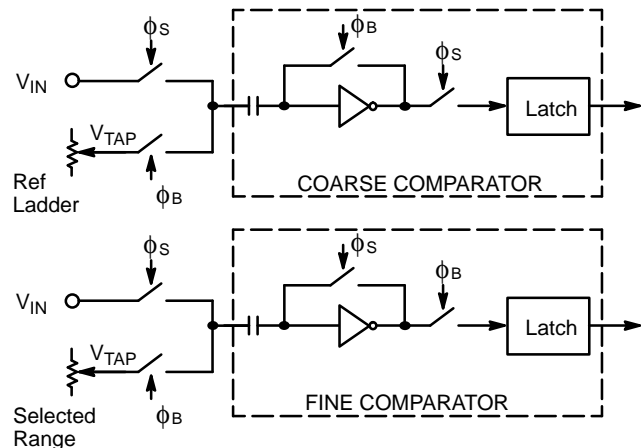 ϕS
ϕB
ϕS
VIN
VTAP
Latch
Ref
Ladder
ϕB
COARSE COMPARATOR
ϕS
ϕS
ϕB
VIN
VTAP
Latch
Selected
Range
ϕB
FINE COMPARATOR